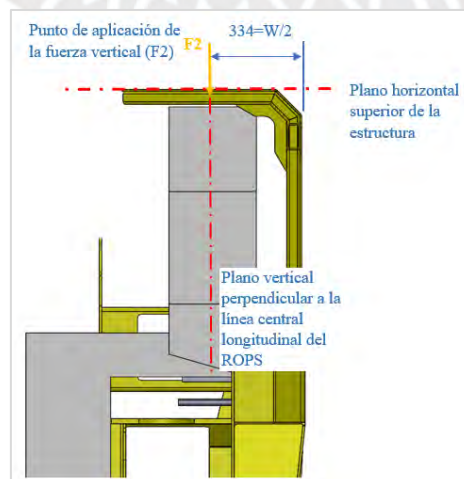 Punto de aplicación de
la fuerza vertical (F2)
F2
334=W/2
Plano horizontal
superior de la
estructura
Plano vertical
perpendicular a la
línea central
longitudinal del
ROPS